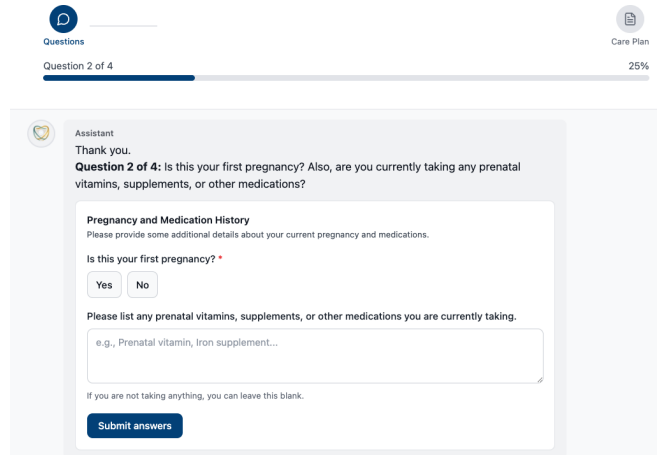 Questions
Care Plan
Question 2 of 4
25%
Assistant
Thank you.
Question 2 of 4: Is this your first pregnancy? Also, are you currently taking any prenatal
vitamins, supplements, or other medications?
Pregnancy and Medication History
Please provide some additional details about your current pregnancy and medications.
Is this your first pregnancy? *
Yes No
Please list any prenatal vitamins, supplements, or other medications you are currently taking.
e.g., Prenatal vitamin, Iron supplement...
If you are not taking anything, you can leave this blank.
Submit answers